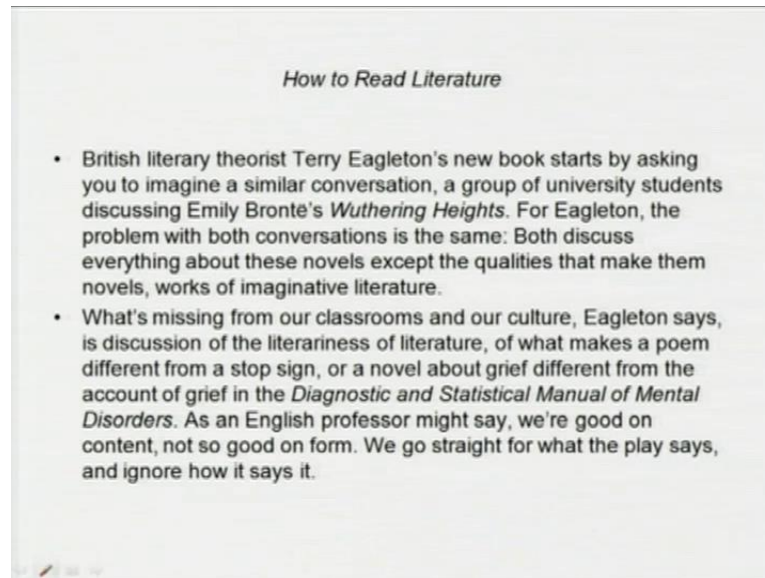 How to Read Literature
• British literary theorist Terry Eagleton's new book starts by asking
you to imagine a similar conversation, a group of university students
discussing Emily Brontë's Wuthering Heights. For Eagleton, the
problem with both conversations is the same: Both discuss
everything about these novels except the qualities that make them
novels, works of imaginative literature.
• What's missing from our classrooms and our culture, Eagleton says,
is discussion of the literariness of literature, of what makes a poem
different from a stop sign, or a novel about grief different from the
account of grief in the Diagnostic and Statistical Manual of Mental
Disorders. As an English professor might say, we're good on
content, not so good on form. We go straight for what the play says,
and ignore how it says it.